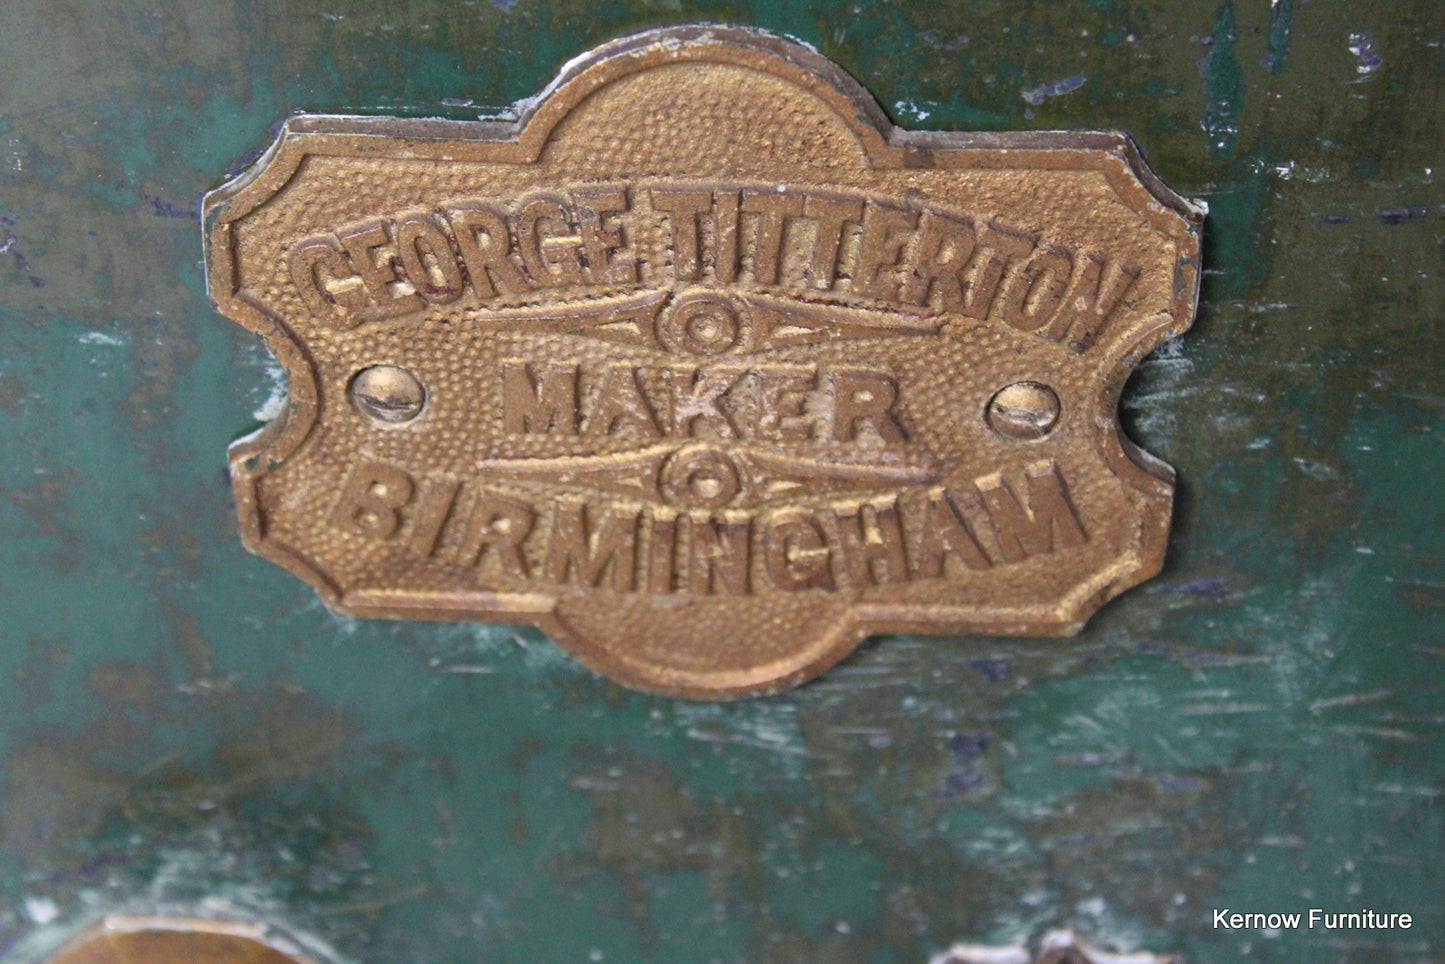 GEORGE TITTERTON
MAKER
BIRMINGHAM
Kernow Furniture